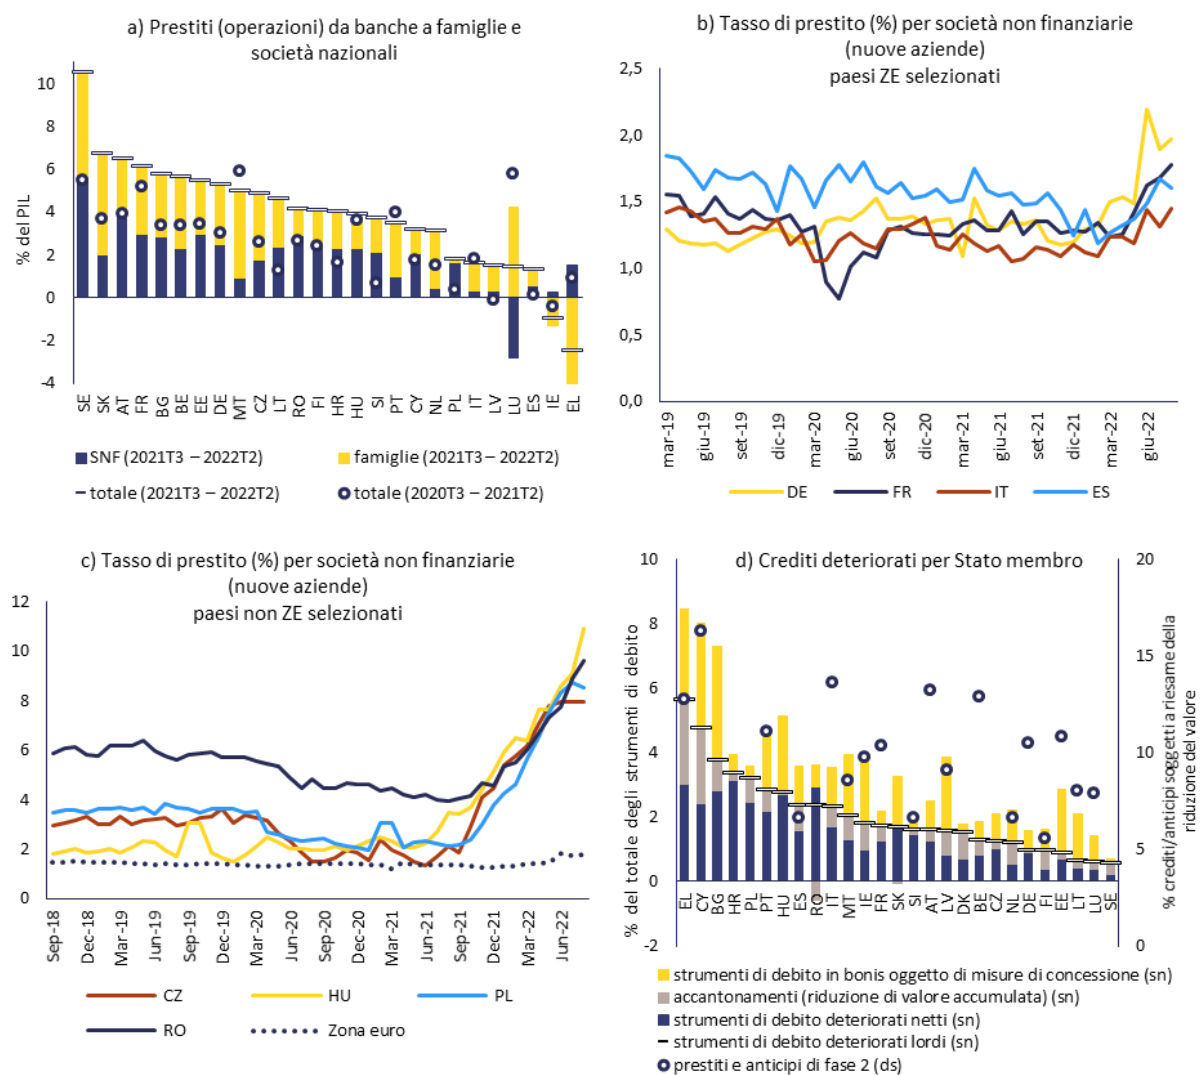 a) Prestiti (operazioni) da banche a famiglie e
società nazionali
% del PIL
10
8
6
4
2
0
-2
-4
SE SK AT FR BG BE EE DE MT CZ LT RO FI HR HU SI PT CY NL PL IT LV LU ES IE EL
SNF (2021T3 – 2022T2)
famiglie (2021T3 – 2022T2)
totale (2021T3 – 2022T2)
totale (2020T3 – 2021T2)
b) Tasso di prestito (%) per società non finanziarie
(nuove aziende)
paesi ZE selezionati
2,5
2,0
1,5
1,0
0,5
0,0
mar-19 giu-19 set-19 dic-19 mar-20 giu-20 set-20 dic-20 mar-21 giu-21 set-21 dic-21 mar-22 giu-22
DE FR IT ES
c) Tasso di prestito (%) per società non finanziarie
(nuove aziende)
paesi non ZE selezionati
12
10
8
6
4
2
0
Sep-18 Dec-18 Mar-19 Jun-19 Sep-19 Dec-19 Mar-20 Jun-20 Sep-20 Dec-20 Mar-21 Jun-21 Sep-21 Dec-21 Mar-22 Jun-22
CZ HU PL
RO Zona euro
d) Crediti deteriorati per Stato membro
% del totale degli strumenti di debito
10
8
6
4
2
0
-2
EL CY BG HR PL PT HU ES RO IT MT IE FR SK SI AT LV DK BE CZ NL DE FI EE LT LU SE
20
15
10
5
0
% crediti/anticipi soggetti a riesame della
riduzione del valore
strumenti di debito in bonis oggetto di misure di concessione (sn)
accantonamenti (riduzione di valore accumulata) (sn)
strumenti di debito deteriorati netti (sn)
strumenti di debito deteriorati lordi (sn)
prestiti e anticipi di fase 2 (ds)